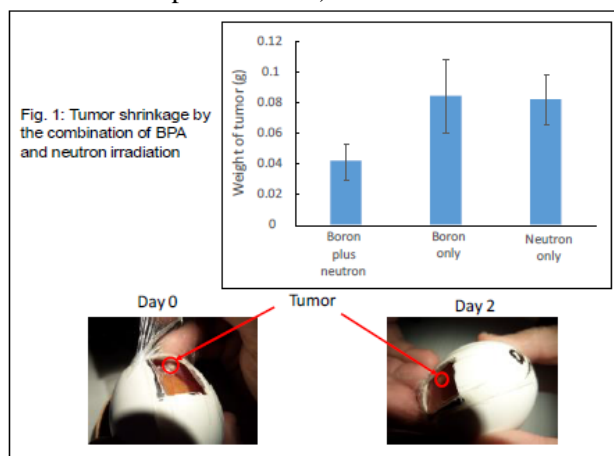 Fig. 1: Tumor shrinkage by
the combination of BPA
and neutron irradiation
Weight of tumor (g)
0.12
0.1
0.08
0.06
0.04
0.02
0
Boron
plus
neutron
Boron
only
Neutron
only
Day 0
Tumor
Day 2